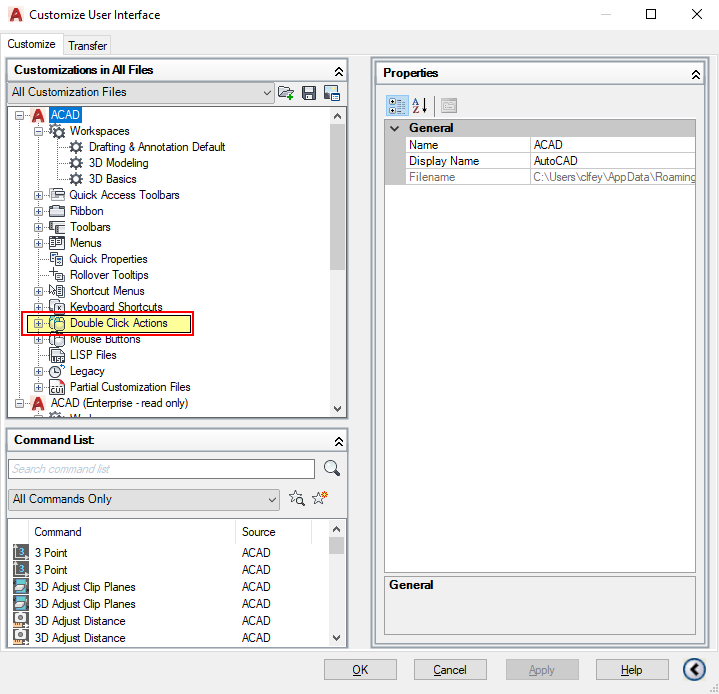 Customize User Interface
Customize
Transfer
Customizations in All Files
All Customization Files
ACAD
Workspaces
Drafting & Annotation Default
3D Modeling
3D Basics
Quick Access Toolbars
Ribbon
Toolbars
Menus
Quick Properties
Rollover Tooltips
Shortcut Menus
Keyboard Shortcuts
Double Click Actions
Mouse Buttons
LISP Files
Legacy
Partial Customization Files
ACAD (Enterprise - read only)
Command List:
Search command list
All Commands Only
Command Source
3 Point ACAD
3 Point ACAD
3D Adjust Clip Planes ACAD
3D Adjust Clip Planes ACAD
3D Adjust Distance ACAD
3D Adjust Distance ACAD
Properties
General
Name ACAD
Display Name AutoCAD
Filename C:\Users\clfey\AppData\Roaming
General
OK Cancel Apply Help